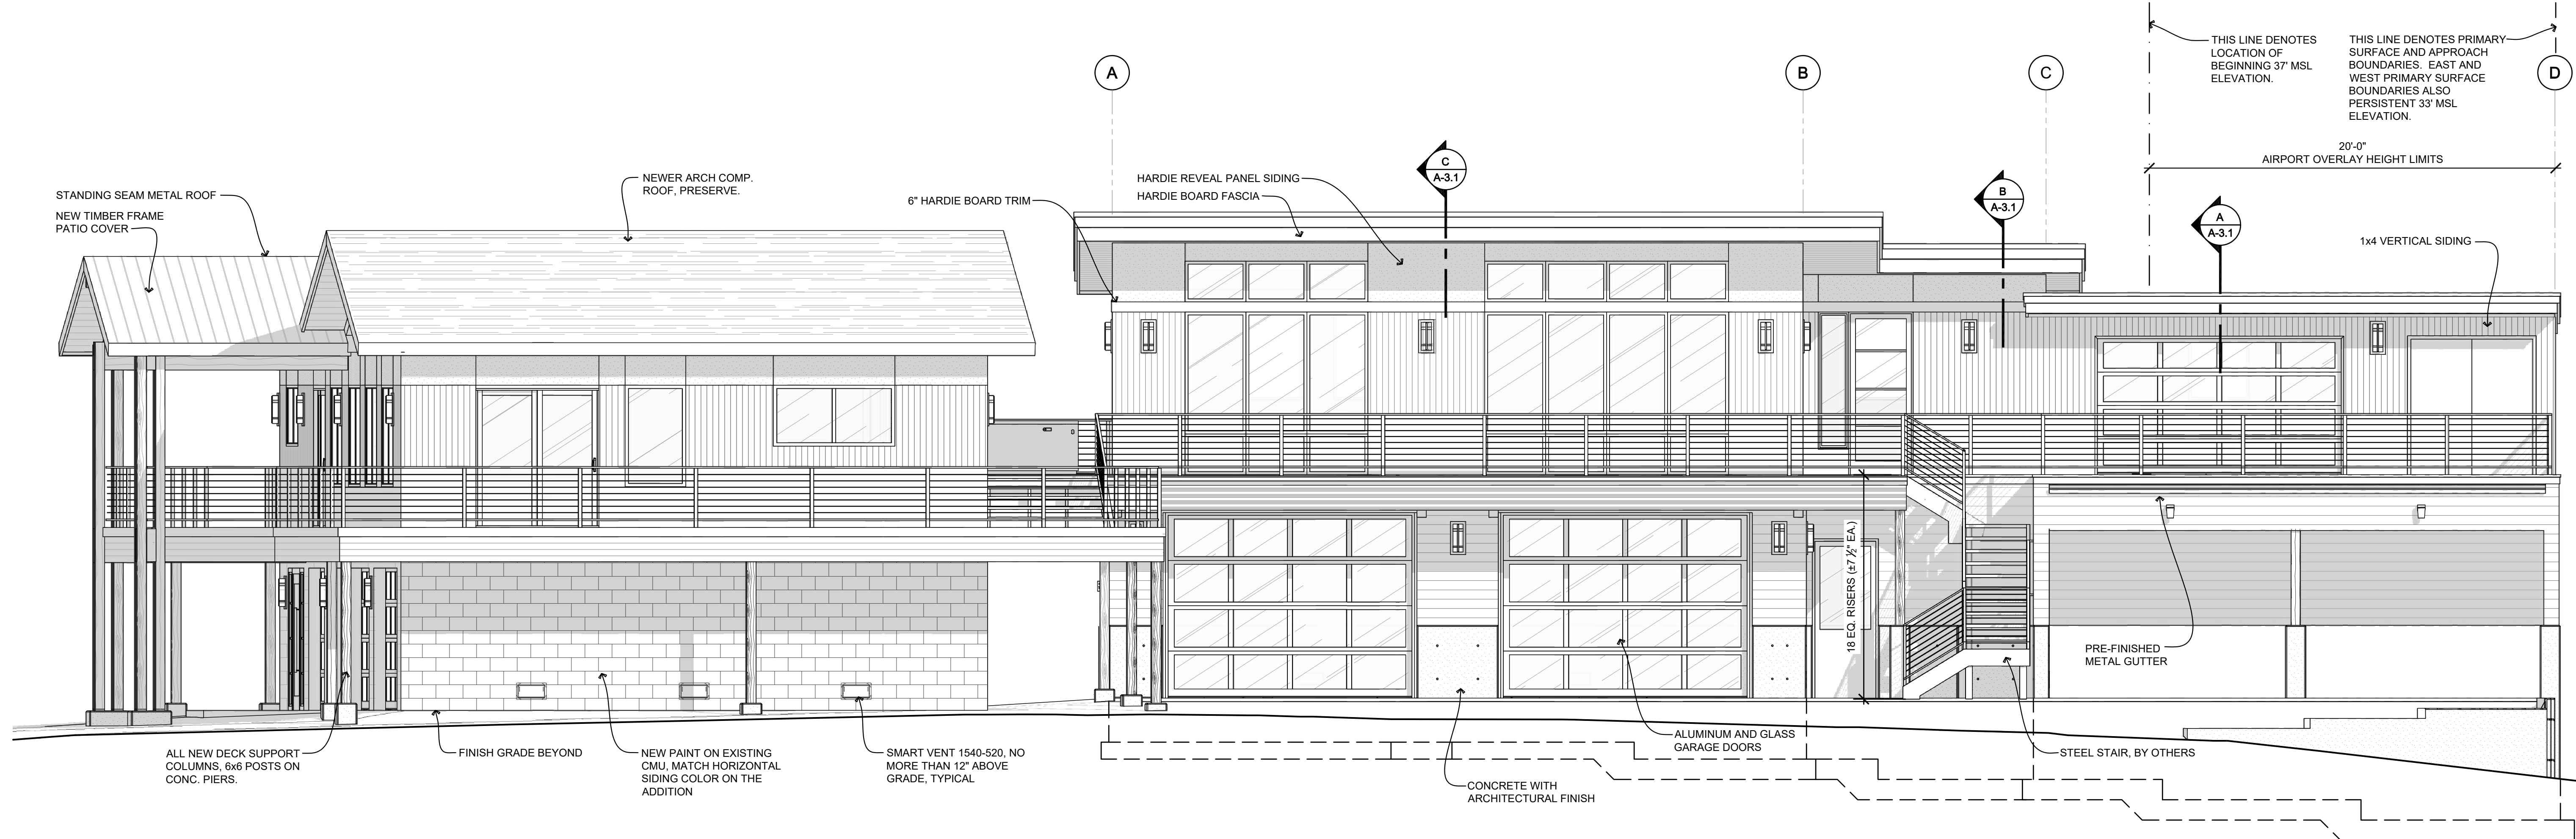 A
B
C
D
THIS LINE DENOTES
LOCATION OF
BEGINNING 37' MSL
ELEVATION.
THIS LINE DENOTES PRIMARY
SURFACE AND APPROACH
BOUNDARIES. EAST AND
WEST PRIMARY SURFACE
BOUNDARIES ALSO
PERSISTENT 33' MSL
ELEVATION.
20'-0"
AIRPORT OVERLAY HEIGHT LIMITS
STANDING SEAM METAL ROOF
NEW TIMBER FRAME
PATIO COVER
NEWER ARCH COMP.
ROOF, PRESERVE.
6" HARDIE BOARD TRIM
HARDIE REVEAL PANEL SIDING
HARDIE BOARD FASCIA
C
A-3.1
B
A-3.1
A
A-3.1
1x4 VERTICAL SIDING
18 EQ. RISERS (±7 1/2" EA.)
PRE-FINISHED
METAL GUTTER
ALL NEW DECK SUPPORT
COLUMNS, 6x6 POSTS ON
CONC. PIERS.
FINISH GRADE BEYOND
NEW PAINT ON EXISTING
CMU, MATCH HORIZONTAL
SIDING COLOR ON THE
ADDITION
SMART VENT 1540-520, NO
MORE THAN 12" ABOVE
GRADE, TYPICAL
CONCRETE WITH
ARCHITECTURAL FINISH
ALUMINUM AND GLASS
GARAGE DOORS
STEEL STAIR, BY OTHERS